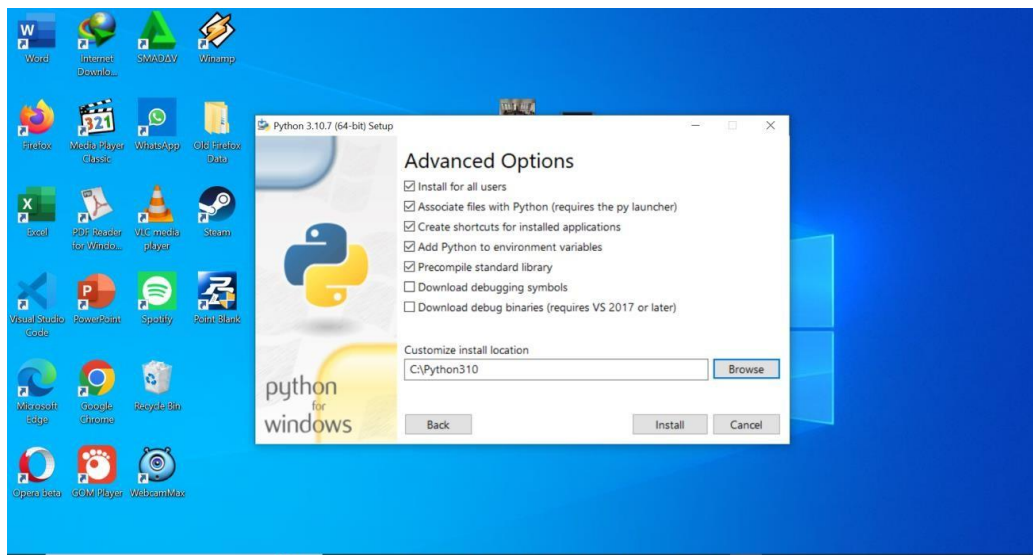 Word
Internet
Downlo...
SMADAV
Winamp
Firefox
Media Player
Classic
WhatsApp
Old Firefox
Data
Excel
PDF Reader
for Windo...
VLC media
player
Steam
Visual Studio
Code
PowerPoint
Spotify
Point Blank
Microsoft
Edge
Google
Chrome
Recycle Bin
Opera beta
GOM Player
WebcamMax
Python 3.10.7 (64-bit) Setup
Advanced Options
Install for all users
Associate files with Python (requires the py launcher)
Create shortcuts for installed applications
Add Python to environment variables
Precompile standard library
Download debugging symbols
Download debug binaries (requires VS 2017 or later)
Customize install location
C:\Python310
Browse
python
for
windows
Back
Install
Cancel